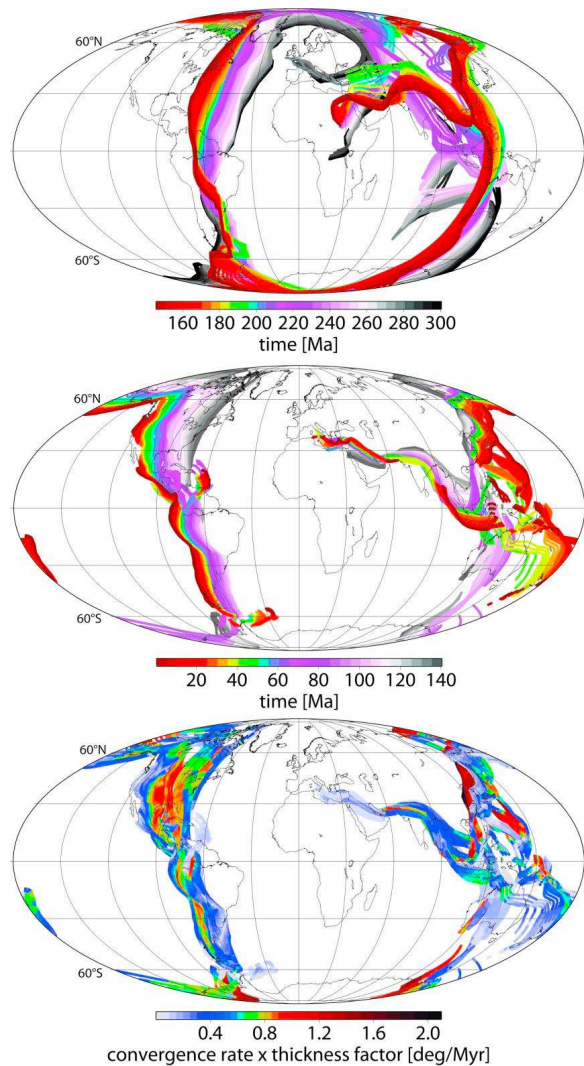 60°N
60°S
160 180 200 220 240 260 280 300
time [Ma]
60°N
60°S
20 40 60 80 100 120 140
time [Ma]
60°N
60°S
0.4 0.8 1.2 1.6 2.0
convergence rate x thickness factor [deg/Myr]